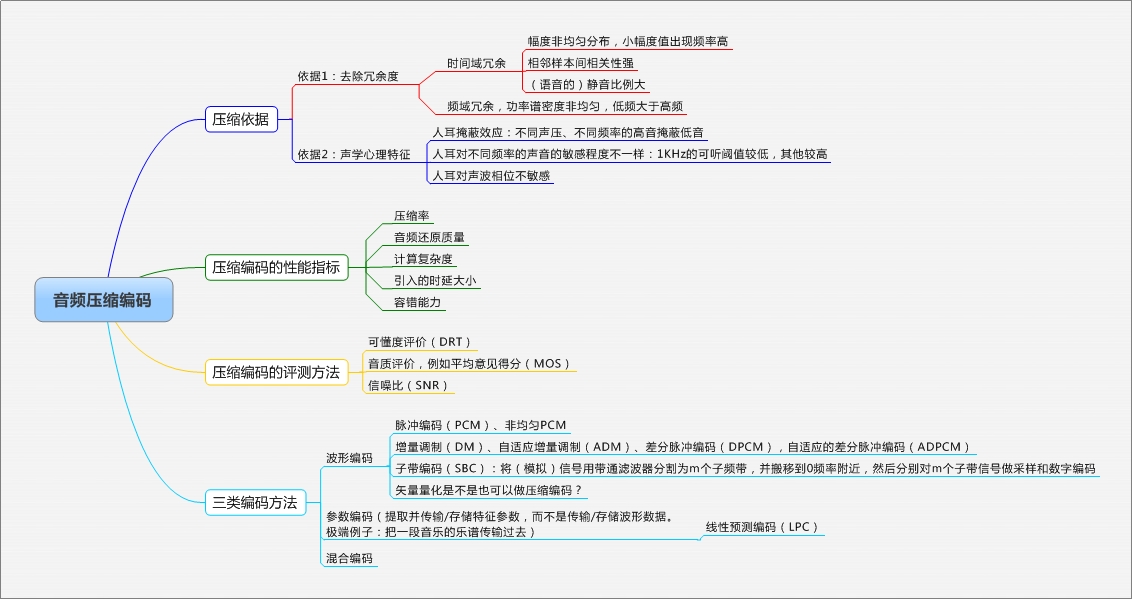 音频压缩编码
压缩依据
依据1：去除冗余度
时间域冗余
幅度非均匀分布，小幅度值出现频率高
相邻样本间相关性强
（语音的）静音比例大
频域冗余，功率谱密度非均匀，低频大于高频
依据2：声学心理特征
人耳掩蔽效应：不同声压、不同频率的高音掩蔽低音
人耳对不同频率的声音的敏感程度不一样：1KHz的可听阈值较低，其他较高
人耳对声波相位不敏感
压缩编码的性能指标
压缩率
音频还原质量
计算复杂度
引入的时延大小
容错能力
压缩编码的评测方法
可懂度评价（DRT）
音质评价，例如平均意见得分（MOS）
信噪比（SNR）
三类编码方法
波形编码
脉冲编码（PCM）、非均匀PCM
增量调制（DM）、自适应增量调制（ADM）、差分脉冲编码（DPCM），自适应的差分脉冲编码（ADPCM）
子带编码（SBC）：将（模拟）信号用带通滤波器分割为m个子频带，并搬移到0频率附近，然后分别对m个子带信号做采样和数字编码
矢量量化是不是也可以做压缩编码？
参数编码（提取并传输/存储特征参数，而不是传输/存储波形数据。
极端例子：把一段音乐的乐谱传输过去）
线性预测编码（LPC）
混合编码